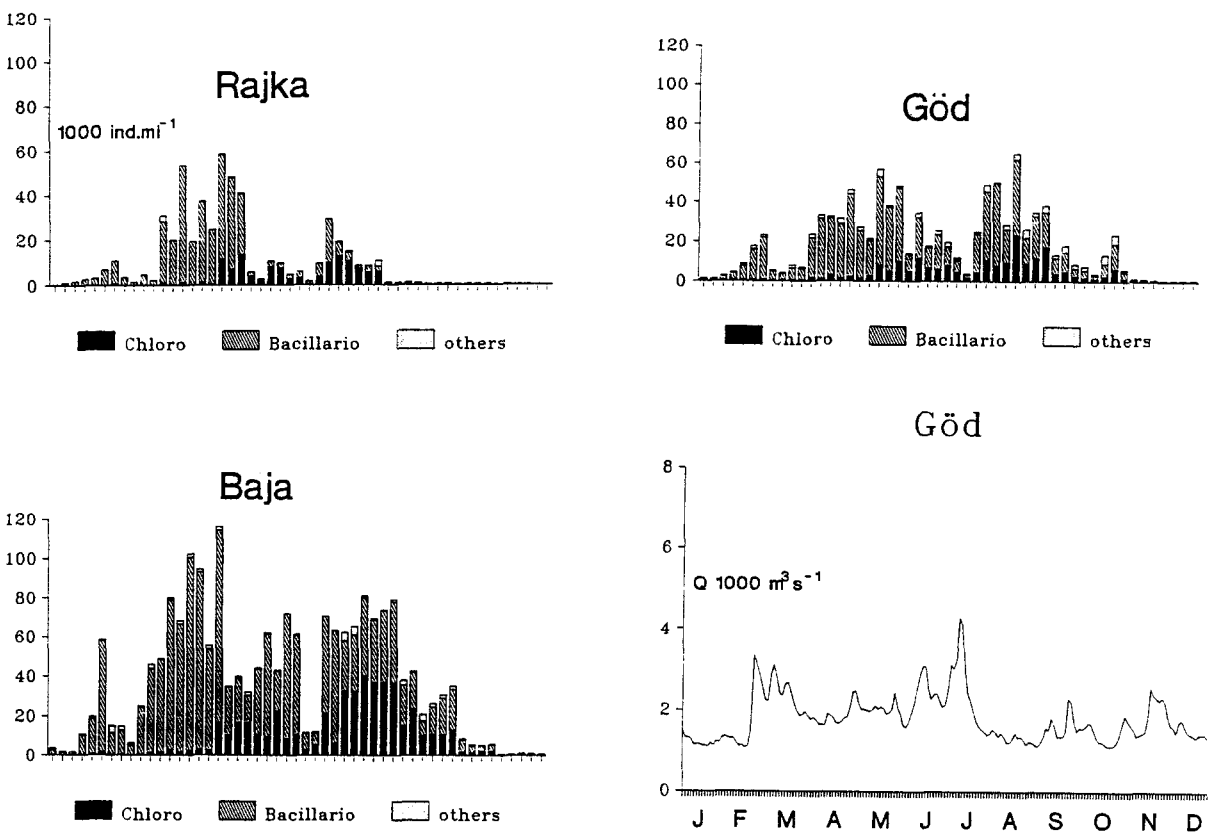 120
100
80
60
40
20
0
Rajka
1000 ind.ml⁻¹
Chloro Bacillario others
120
100
80
60
40
20
0
Göd
Chloro Bacillario others
Baja
120
100
80
60
40
20
0
Chloro Bacillario others
Göd
8
6
4
2
0
Q 1000 m³s⁻¹
J F M A M J J A S O N D